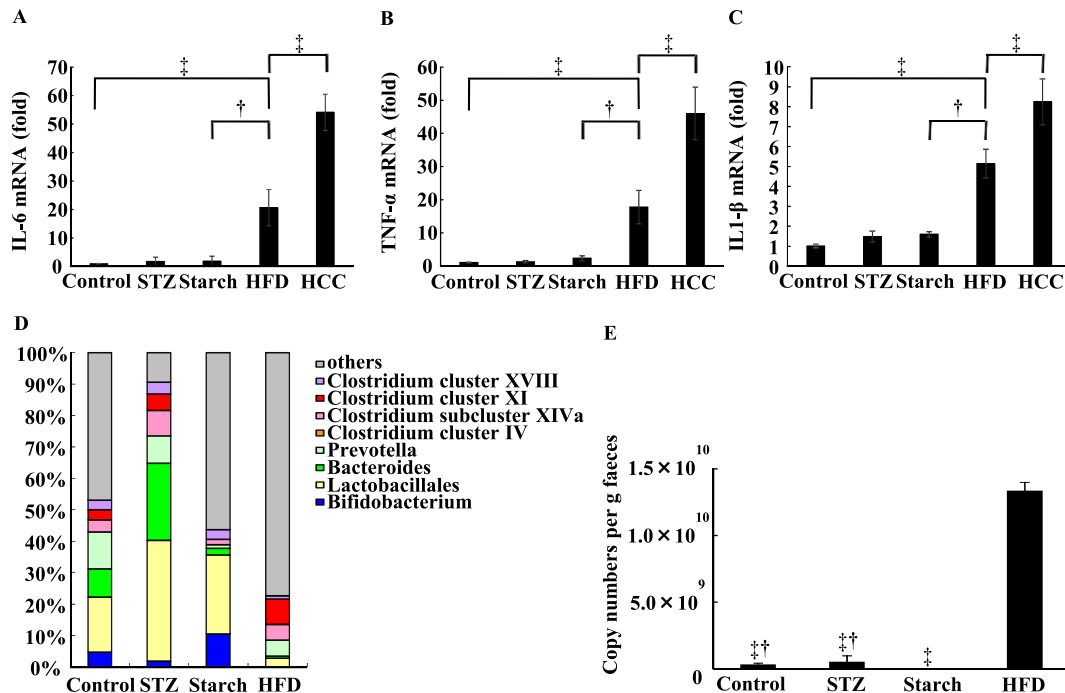 A
IL-6 mRNA (fold)
70
60
50
40
30
20
10
0
‡
‡
†
Control STZ Starch HFD HCC
B
TNF-α mRNA (fold)
60
50
40
30
20
10
0
‡
‡
†
Control STZ Starch HFD HCC
C
IL1-β mRNA (fold)
10
9
8
7
6
5
4
3
2
1
0
‡
‡
†
Control STZ Starch HFD HCC
D
100%
90%
80%
70%
60%
50%
40%
30%
20%
10%
0%
Control STZ Starch HFD
others
Clostridium cluster XVIII
Clostridium cluster XI
Clostridium subcluster XIVa
Clostridium cluster IV
Prevotella
Bacteroides
Lactobacillales
Bifidobacterium
E
Copy numbers per g faeces
1.5×10 10
1.0×10 10
5.0×10 9
0
‡† ‡† ‡
Control STZ Starch HFD